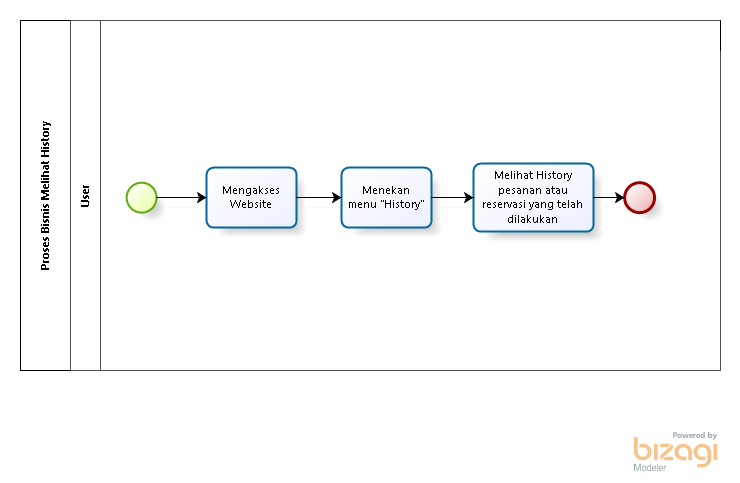 Proses Bisnis Melihat History
User
Mengakses
Website
Menekan
menu "History"
Melihat History
pesanan atau
reservasi yang telah
dilakukan
Powered by
bizagi
Modeler